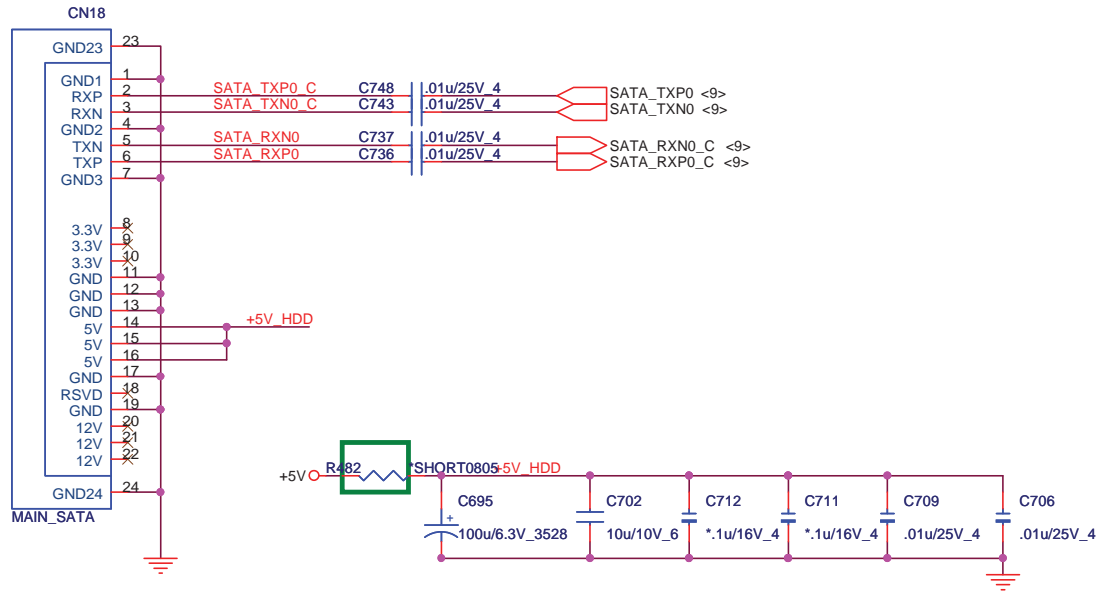 CN18
GND23 23
GND1 1
RXP 2 SATA_TXP0_C C748 .01u/25V_4 SATA_TXP0 <9>
RXN 3 SATA_TXN0_C C743 .01u/25V_4 SATA_TXN0 <9>
GND2 4
TXN 5 SATA_RXN0 C737 .01u/25V_4 SATA_RXN0_C <9>
TXP 6 SATA_RXP0 C736 .01u/25V_4 SATA_RXP0_C <9>
GND3 7
3.3V 8
3.3V 9
3.3V 10
GND 11
GND 12
GND 13
5V 14 +5V_HDD
5V 15
5V 16
GND 17
RSVD 18
GND 19
12V 20
12V 21
12V 22
GND24 24
MAIN_SATA
+5V R482 *SHORT0805 +5V_HDD
C695 C702 C712 C711 C709 C706
+
100u/6.3V_3528 10u/10V_6 *.1u/16V_4 *.1u/16V_4 .01u/25V_4 .01u/25V_4